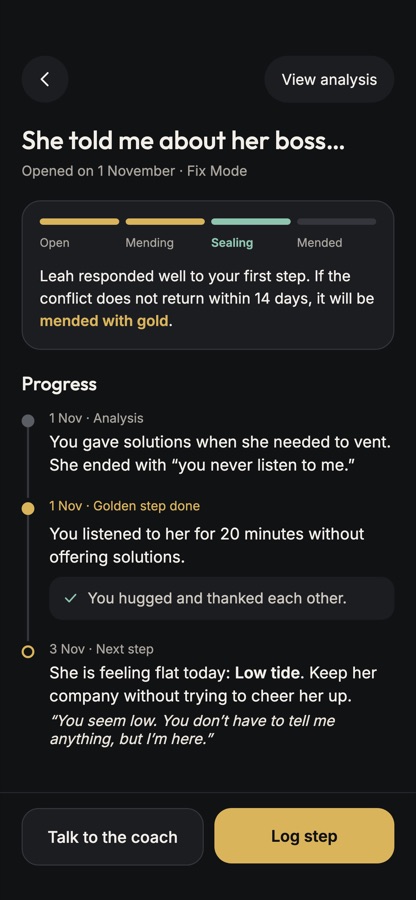 View analysis
She told me about her boss...
Opened on 1 November · Fix Mode
Open
Mending
Sealing
Mended
Leah responded well to your first step. If the
conflict does not return within 14 days, it will be
mended with gold.
Progress
1 Nov · Analysis
You gave solutions when she needed to vent.
She ended with “you never listen to me.”
1 Nov · Golden step done
You listened to her for 20 minutes without
offering solutions.
You hugged and thanked each other.
3 Nov · Next step
She is feeling flat today: Low tide. Keep her
company without trying to cheer her up.
“You seem low. You don’t have to tell me
anything, but I’m here.”
Talk to the coach
Log step